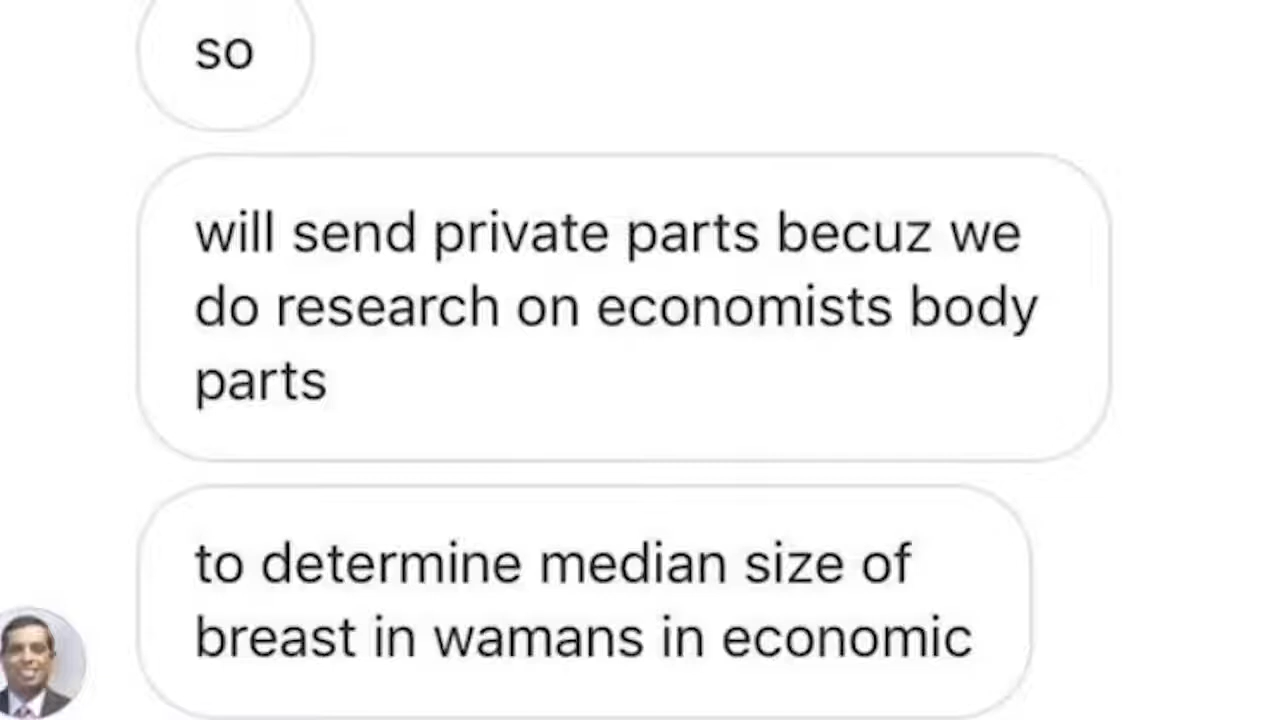 so
will send private parts becuz we
do research on economists body
parts
to determine median size of
breast in wamans in economic